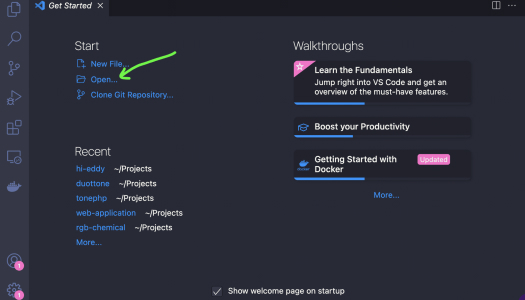 Get Started
Start
New File...
Open...
Clone Git Repository...
Recent
hi-eddy ~/Projects
duottone ~/Projects
tonephp ~/Projects
web-application ~/Projects
rgb-chemical ~/Projects
More...
Walkthroughs
Learn the Fundamentals
Jump right into VS Code and get an
overview of the must-have features.
Boost your Productivity
Getting Started with Updated
Docker
More...
1
1
Show welcome page on startup